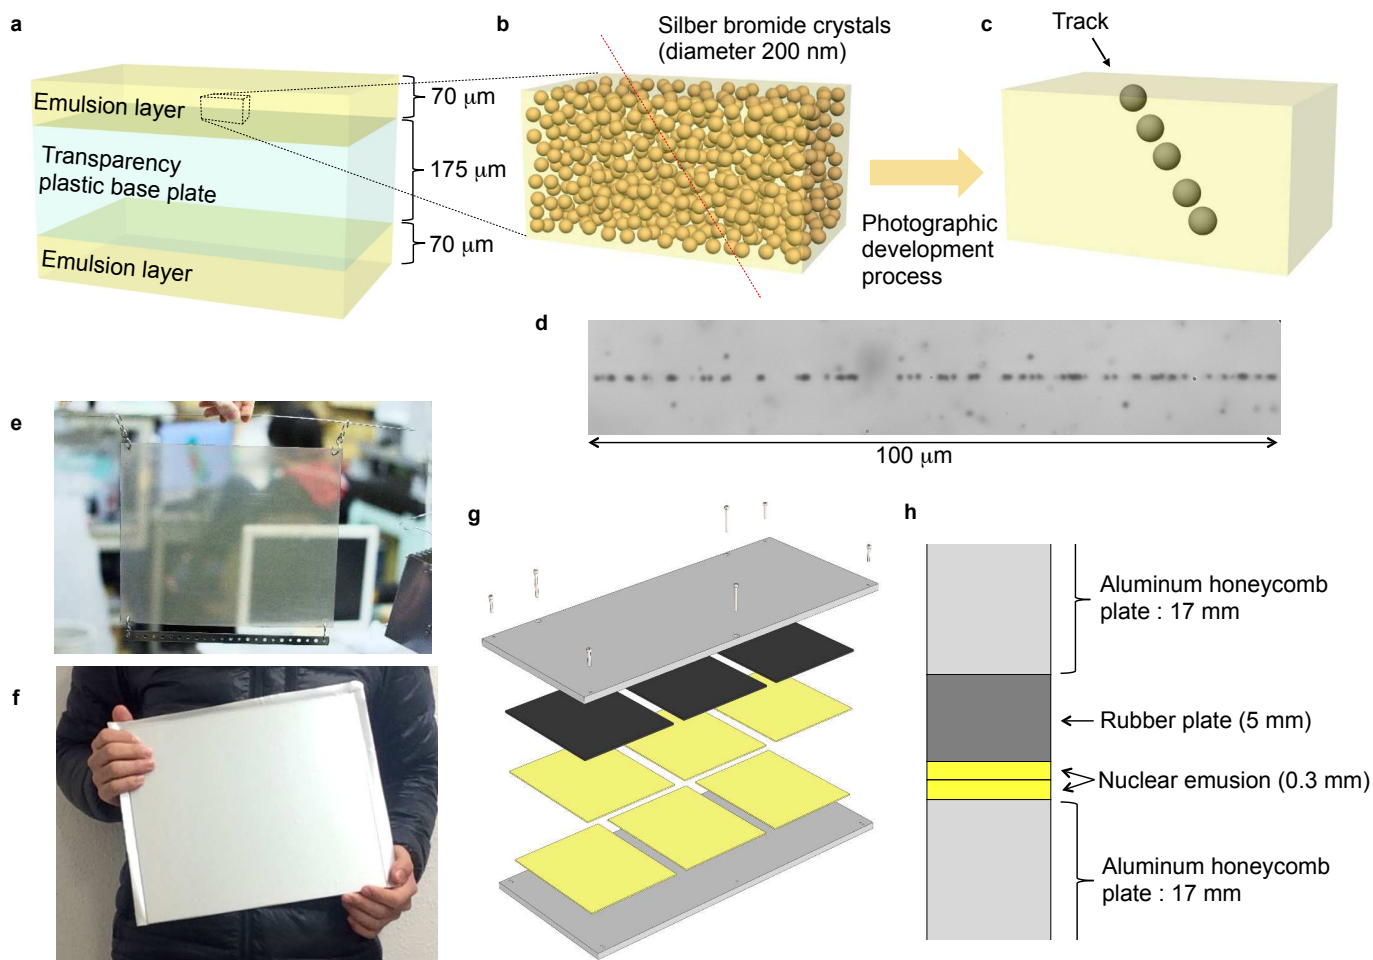 a
Emulsion layer
Transparency
plastic base plate
Emulsion layer
70 μm
175 μm
70 μm
b
Silber bromide crystals
(diameter 200 nm)
Photographic
development
process
c
Track
d
100 μm
e
f
g
h
Aluminum honeycomb
plate : 17 mm
Rubber plate (5 mm)
Nuclear emusion (0.3 mm)
Aluminum honeycomb
plate : 17 mm